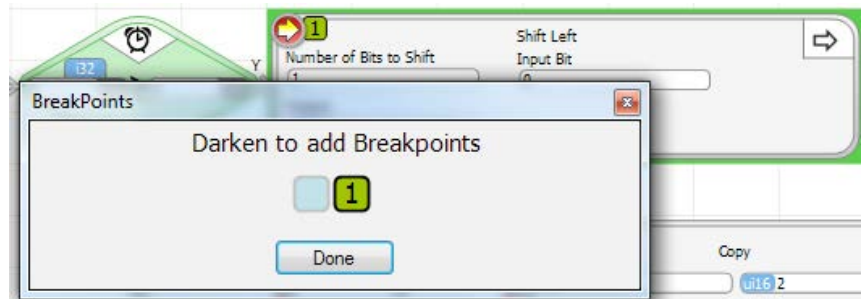 1
Shift Left
Number of Bits to Shift
Input Bit
i32
Y
1
0
BreakPoints
Darken to add Breakpoints
1
Done
Copy
ui16 2